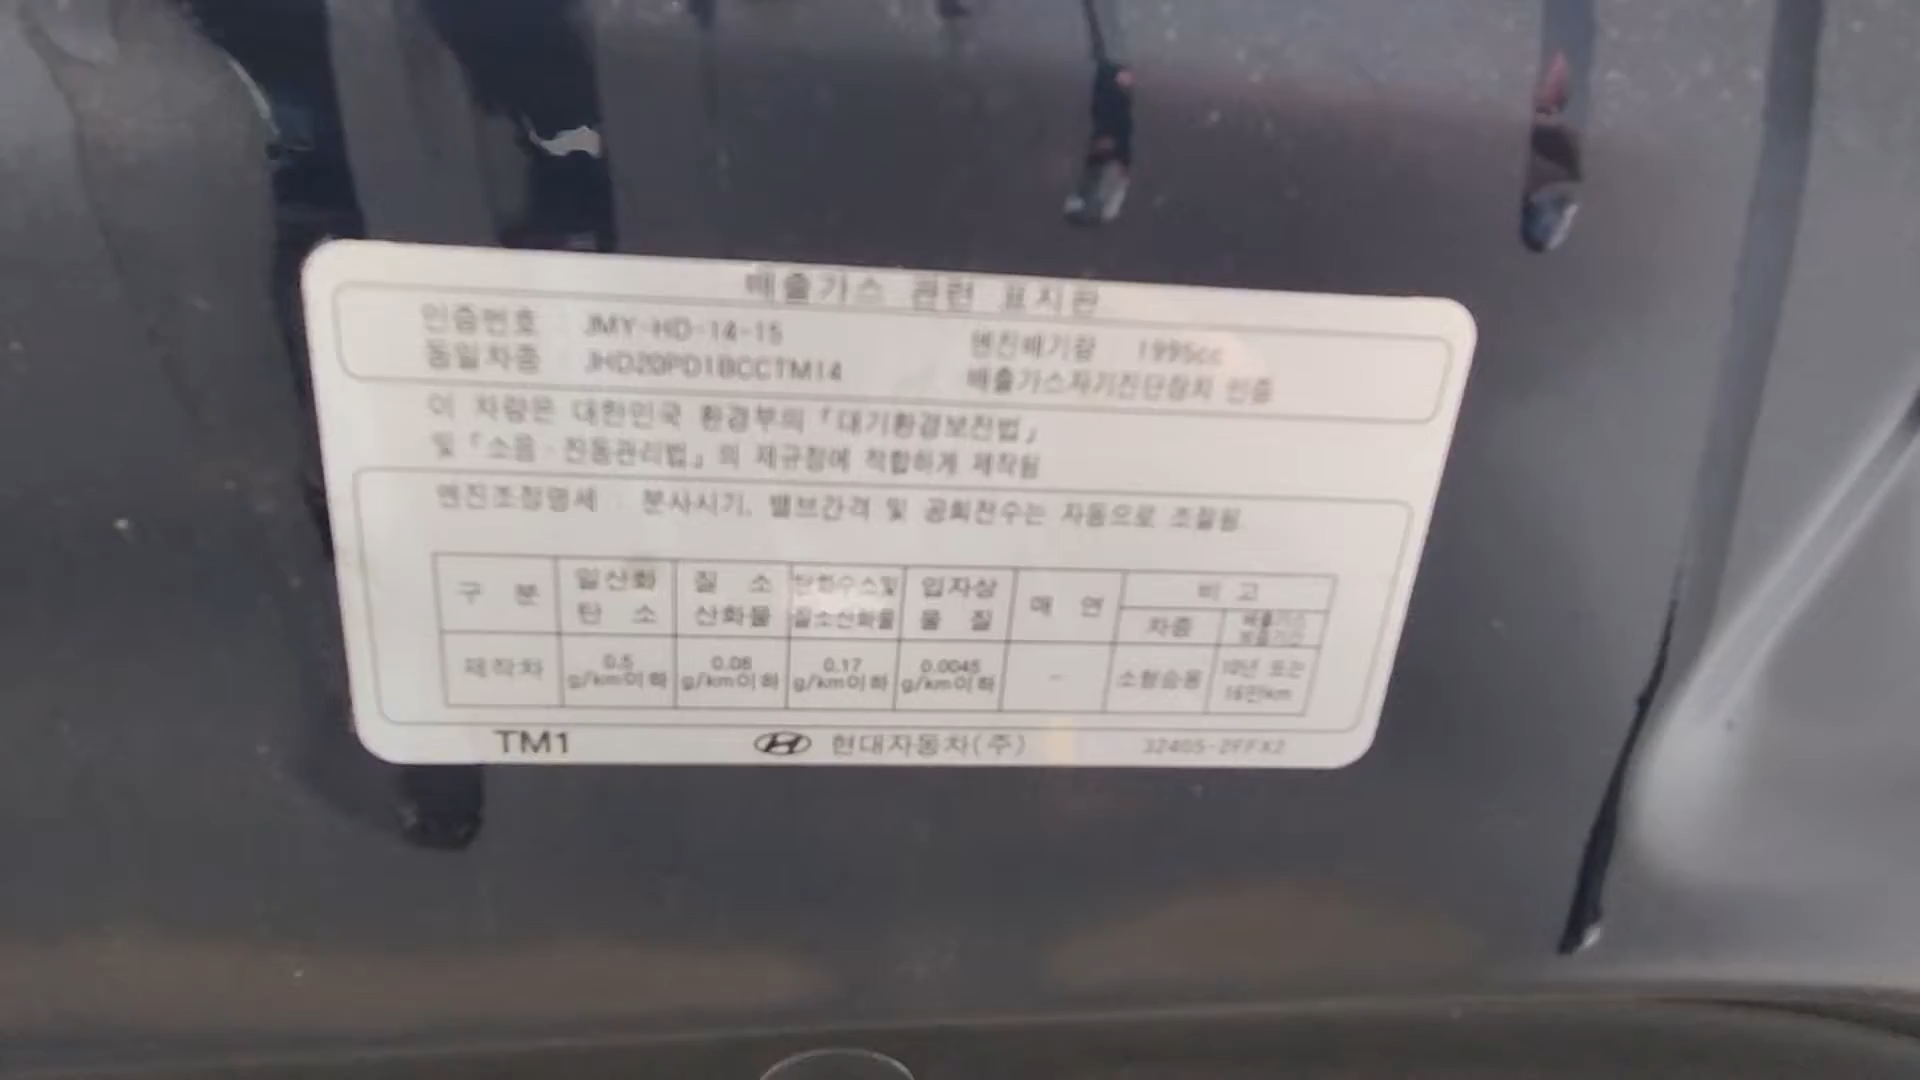 배출가스 관련 표지판
인증번호 JMY-HD-14-15 엔진배기량 1995cc
동일차종 JHD20PD1BCCTM14 배출가스자기진단장치 인증
이 차량은 대한민국 환경부의 「대기환경보전법」
및 「소음·진동관리법」의 제규정에 적합하게 제작됨
엔진조정명세 : 분사시기, 밸브간격 및 공회전수는 자동으로 조절됨
구 분 일산화 탄 소 질 소 산화물 탄화수소및 질소산화물 입자상 물 질 매 연 비 고
차종 배출가스
제작차 0.5 g/km이하 0.08 g/km이하 0.17 g/km이하 0.0045 g/km이하 - 소형승용 10년 또는 16만km
TM1 현대자동차(주) 32405-2FFX2